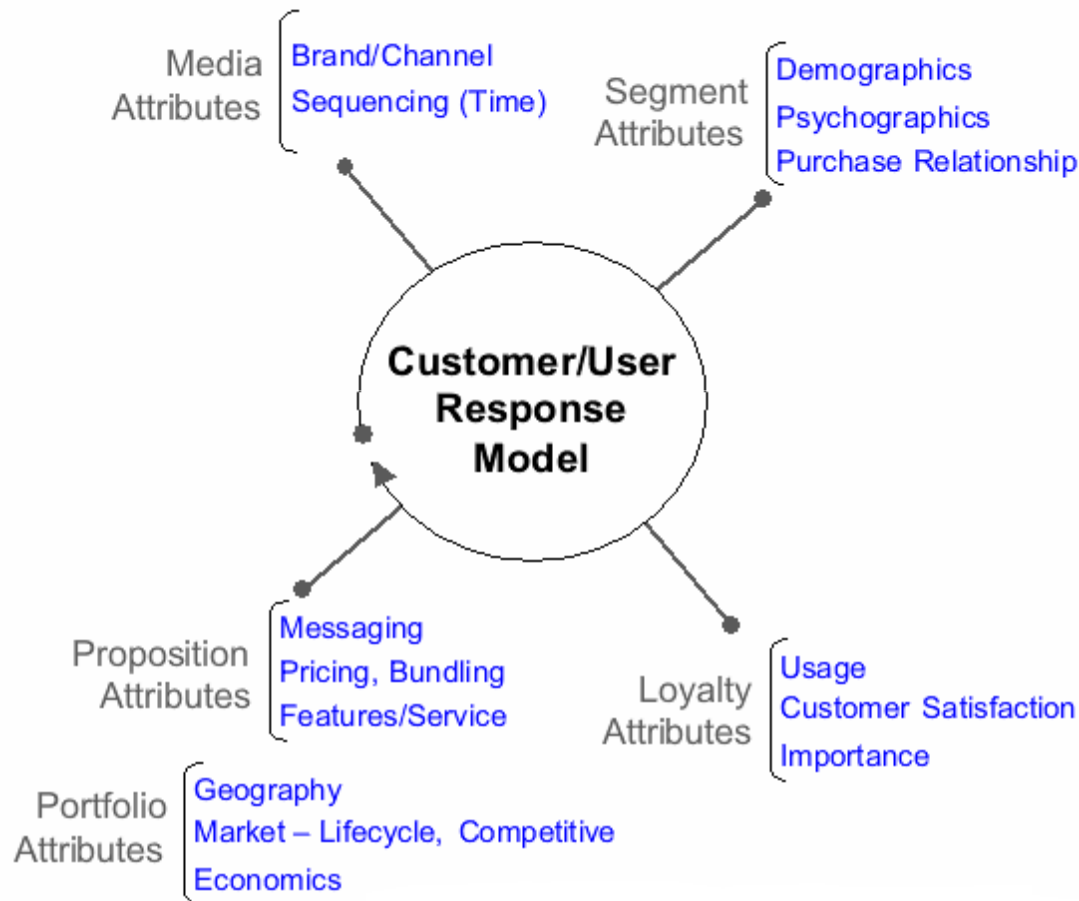 Media
Attributes
Brand/Channel
Sequencing (Time)
Segment
Attributes
Demographics
Psychographics
Purchase Relationship
Customer/User
Response
Model
Proposition
Attributes
Messaging
Pricing, Bundling
Features/Service
Loyalty
Attributes
Usage
Customer Satisfaction
Importance
Portfolio
Attributes
Geography
Market – Lifecycle, Competitive
Economics